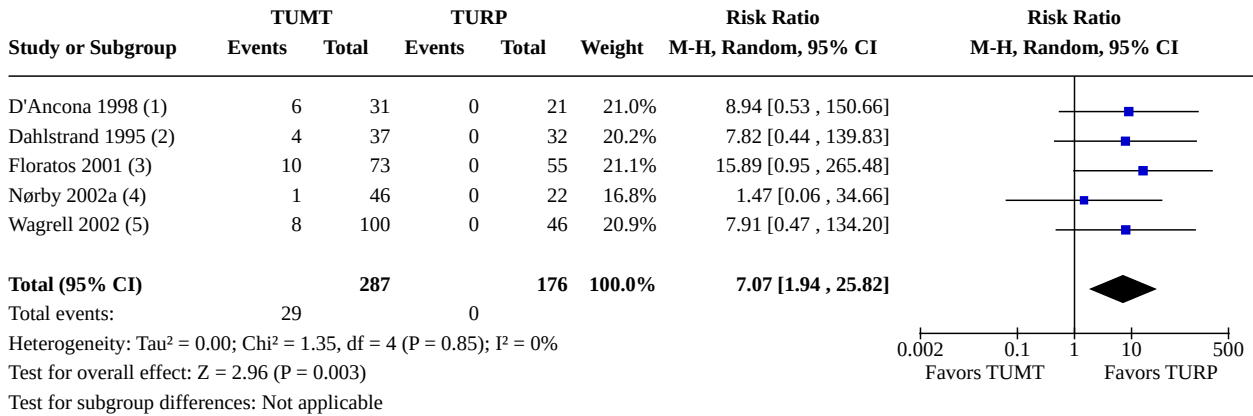 TUMT TURP Risk Ratio Risk Ratio
Study or Subgroup Events Total Events Total Weight M-H, Random, 95% CI M-H, Random, 95% CI
D'Ancona 1998 (1) 6 31 0 21 21.0% 8.94 [0.53 , 150.66]
Dahlstrand 1995 (2) 4 37 0 32 20.2% 7.82 [0.44 , 139.83]
Floratos 2001 (3) 10 73 0 55 21.1% 15.89 [0.95 , 265.48]
Nørby 2002a (4) 1 46 0 22 16.8% 1.47 [0.06 , 34.66]
Wagrell 2002 (5) 8 100 0 46 20.9% 7.91 [0.47 , 134.20]
Total (95% CI) 287 176 100.0% 7.07 [1.94 , 25.82]
Total events: 29 0
Heterogeneity: Tau² = 0.00; Chi² = 1.35, df = 4 (P = 0.85); I² = 0%
0.002 0.1 1 10 500
Test for overall effect: Z = 2.96 (P = 0.003) Favors TUMT Favors TURP
Test for subgroup differences: Not applicable